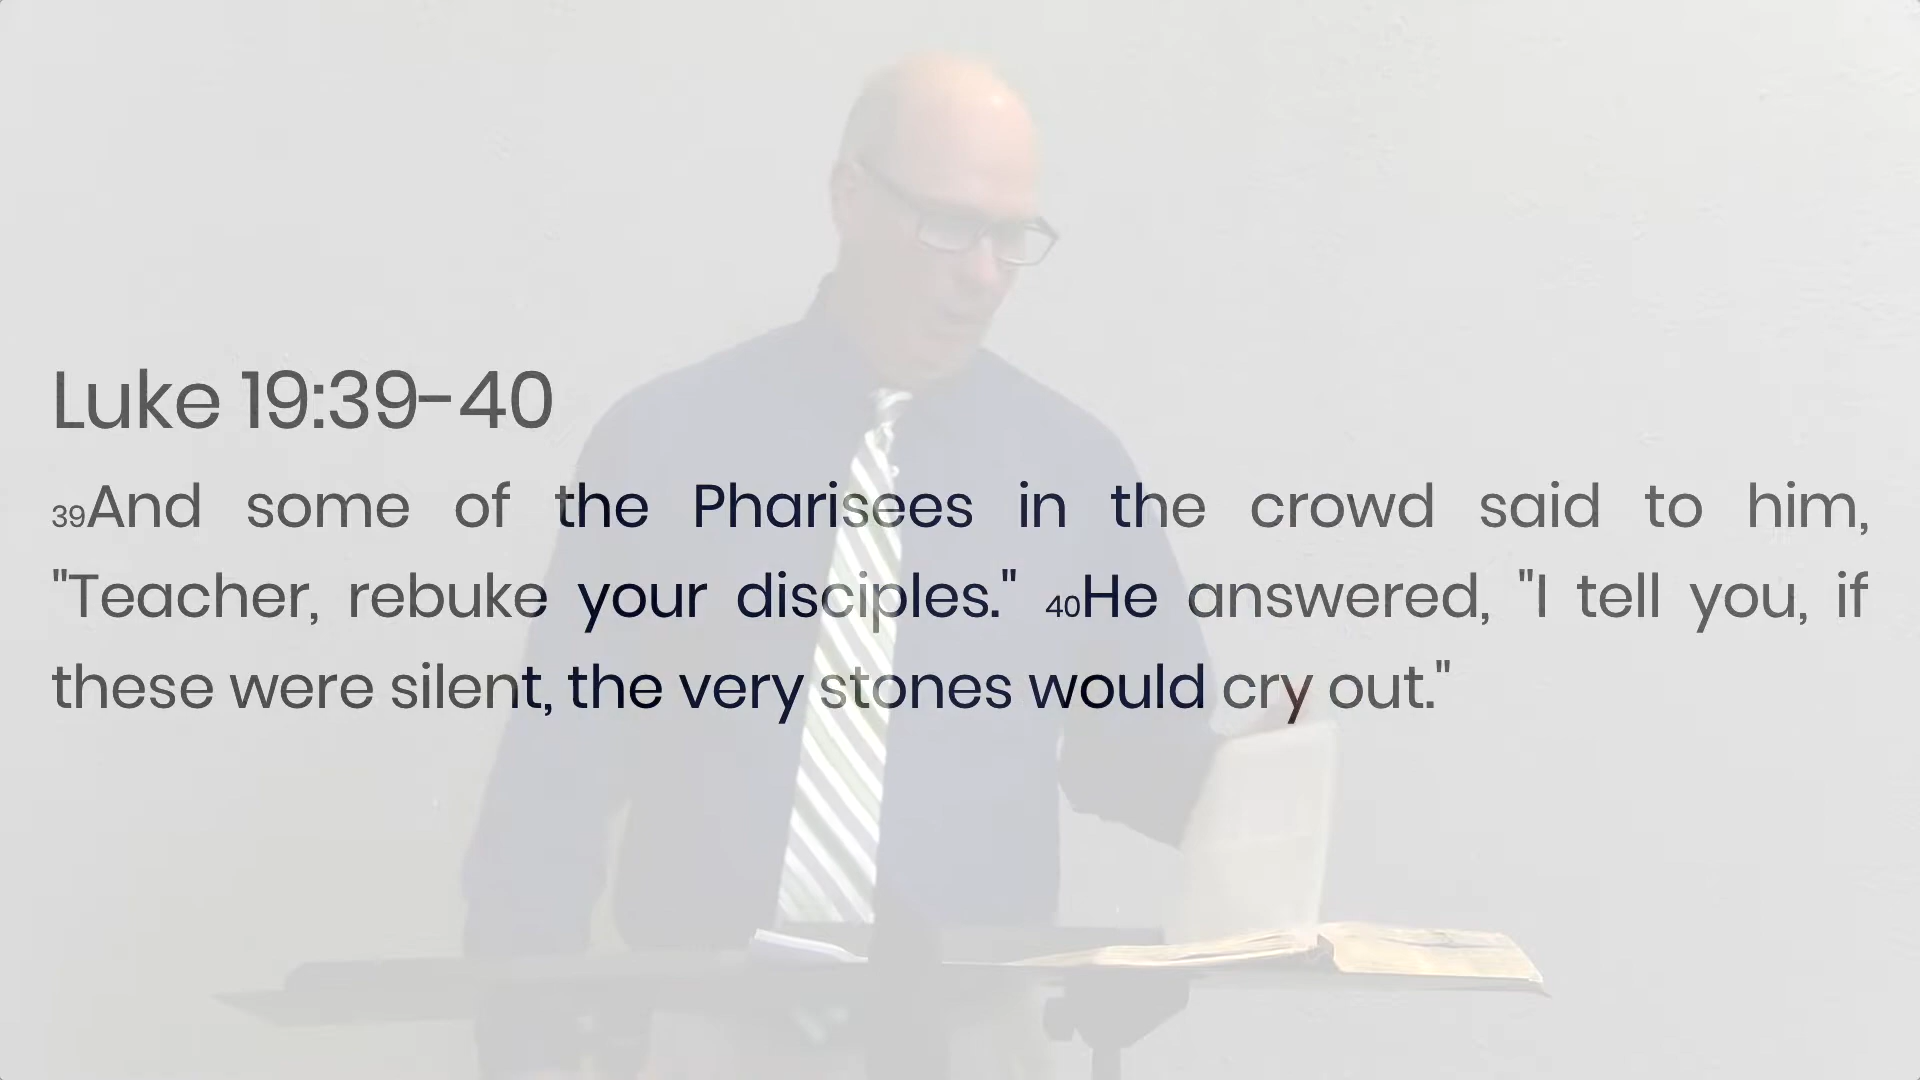 Luke 19:39-40
39And some of the Pharisees in the crowd said to him,
"Teacher, rebuke your disciples." 40He answered, "I tell you, if
these were silent, the very stones would cry out."